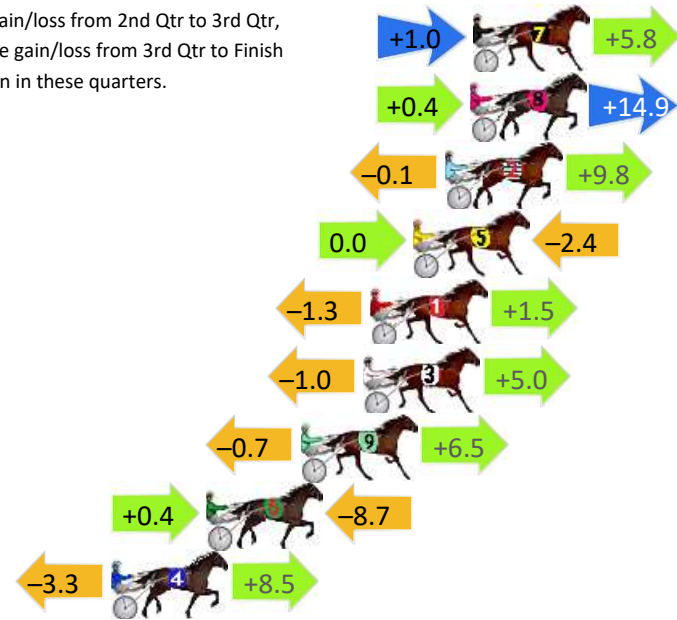 ain/loss from 2nd Qtr to 3rd Qtr,
e gain/loss from 3rd Qtr to Finish
n in these quarters.
+1.0 7 +5.8
+0.4 8 +14.9
–0.1 2 +9.8
0.0 5 –2.4
–1.3 1 +1.5
–1.0 3 +5.0
–0.7 9 +6.5
+0.4 6 –8.7
–3.3 4 +8.5